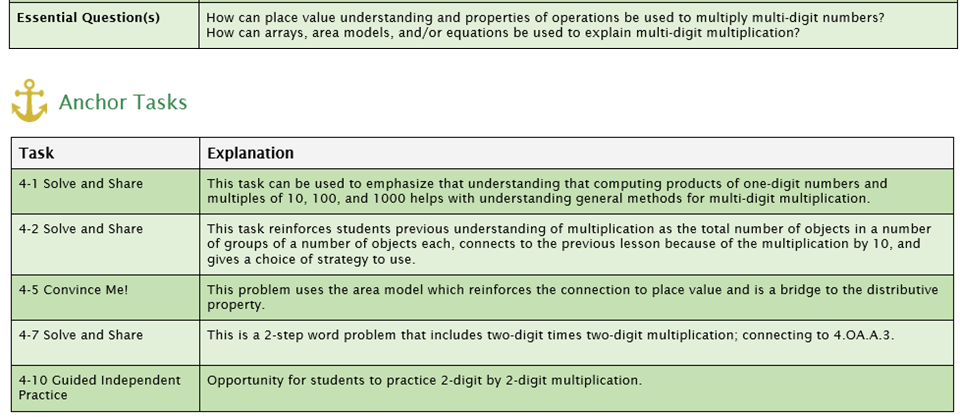 Essential Question(s)
How can place value understanding and properties of operations be used to multiply multi-digit numbers?
How can arrays, area models, and/or equations be used to explain multi-digit multiplication?
Anchor Tasks
Task
Explanation
4-1 Solve and Share
This task can be used to emphasize that understanding that computing products of one-digit numbers and
multiples of 10, 100, and 1000 helps with understanding general methods for multi-digit multiplication.
4-2 Solve and Share
This task reinforces students previous understanding of multiplication as the total number of objects in a number
of groups of a number of objects each, connects to the previous lesson because of the multiplication by 10, and
gives a choice of strategy to use.
4-5 Convince Me!
This problem uses the area model which reinforces the connection to place value and is a bridge to the distributive
property.
4-7 Solve and Share
This is a 2-step word problem that includes two-digit times two-digit multiplication; connecting to 4.OA.A.3.
4-10 Guided Independent
Practice
Opportunity for students to practice 2-digit by 2-digit multiplication.